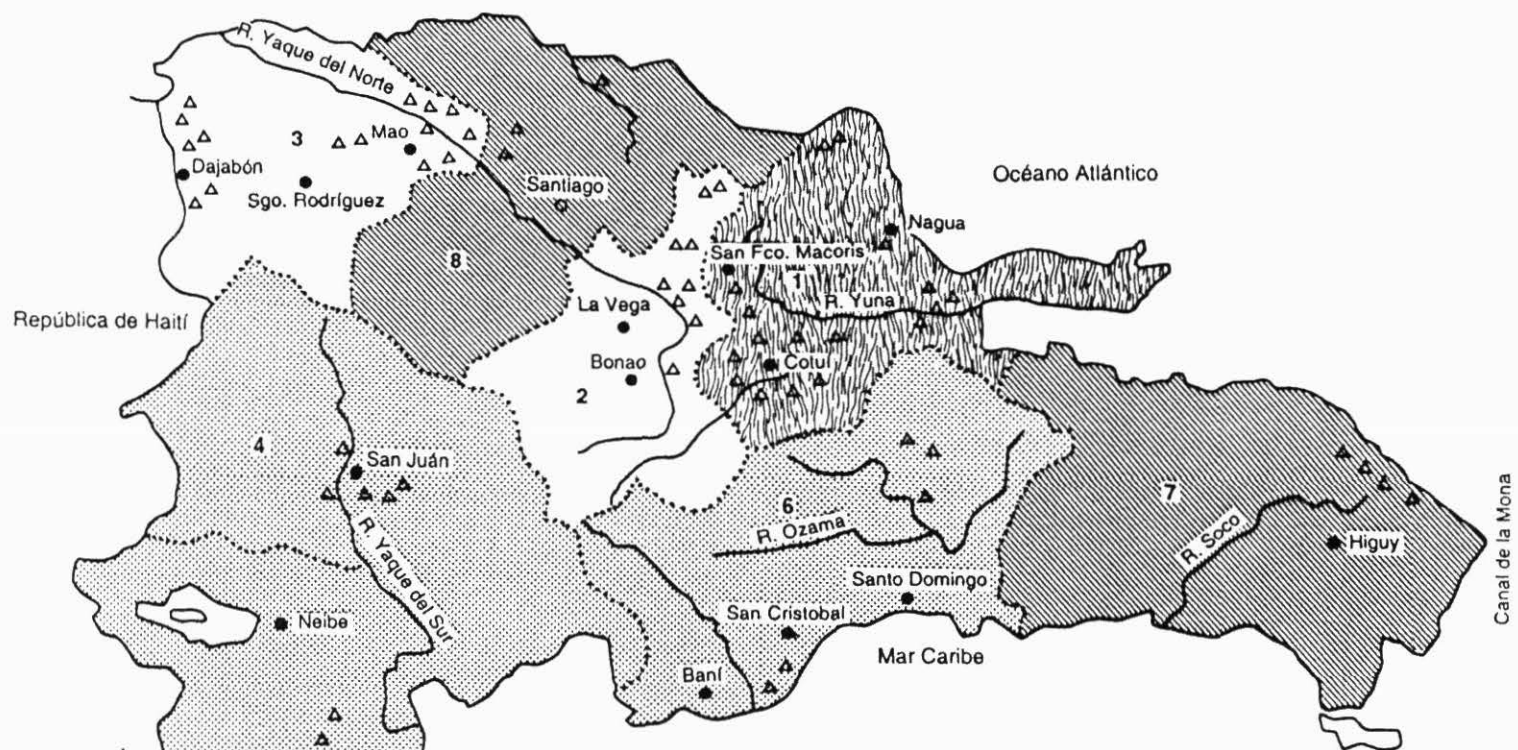 R. Yaque del Norte
3
Mao
Dajabón
Sgo. Rodríguez
Santiago
Océano Atlántico
Nagua
San Fco. Macoris
1
R. Yuna
8
República de Haití
La Vega
Bonao
2
Cotuí
4
San Juán
R. Yaque del Sur
6
R. Ozama
7
R. Soco
Higuy
Canal de la Mona
Santo Domingo
San Cristobal
Neibe
Baní
Mar Caribe